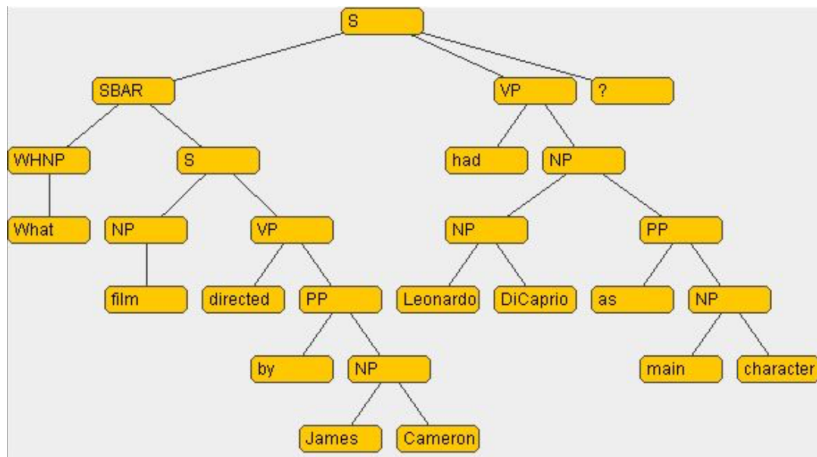 S
SBAR VP ?
WHNP S had NP
What NP VP NP PP
film directed PP Leonardo DiCaprio as NP
by NP main character
James Cameron